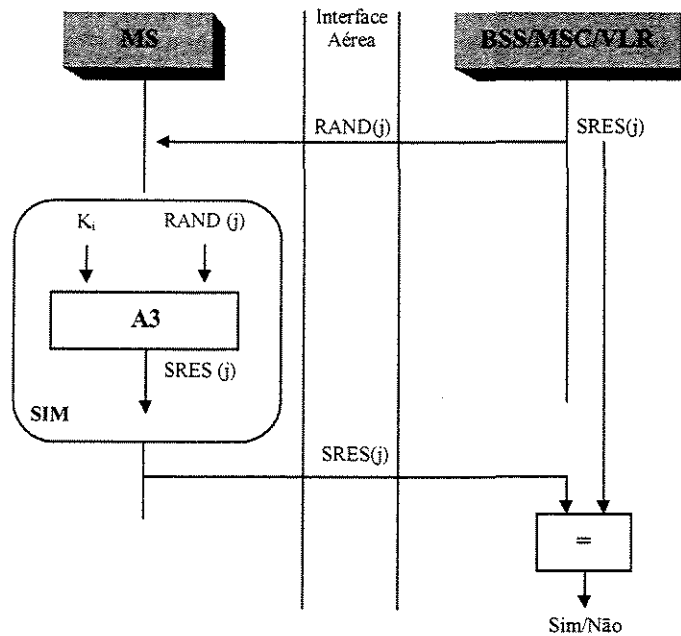 MS
Interface
Aérea
BSS/MSC/VLR
RAND(j)
SRES(j)
Ki
RAND (j)
A3
SRES (j)
SIM
SRES(j)
=
Sim/Não